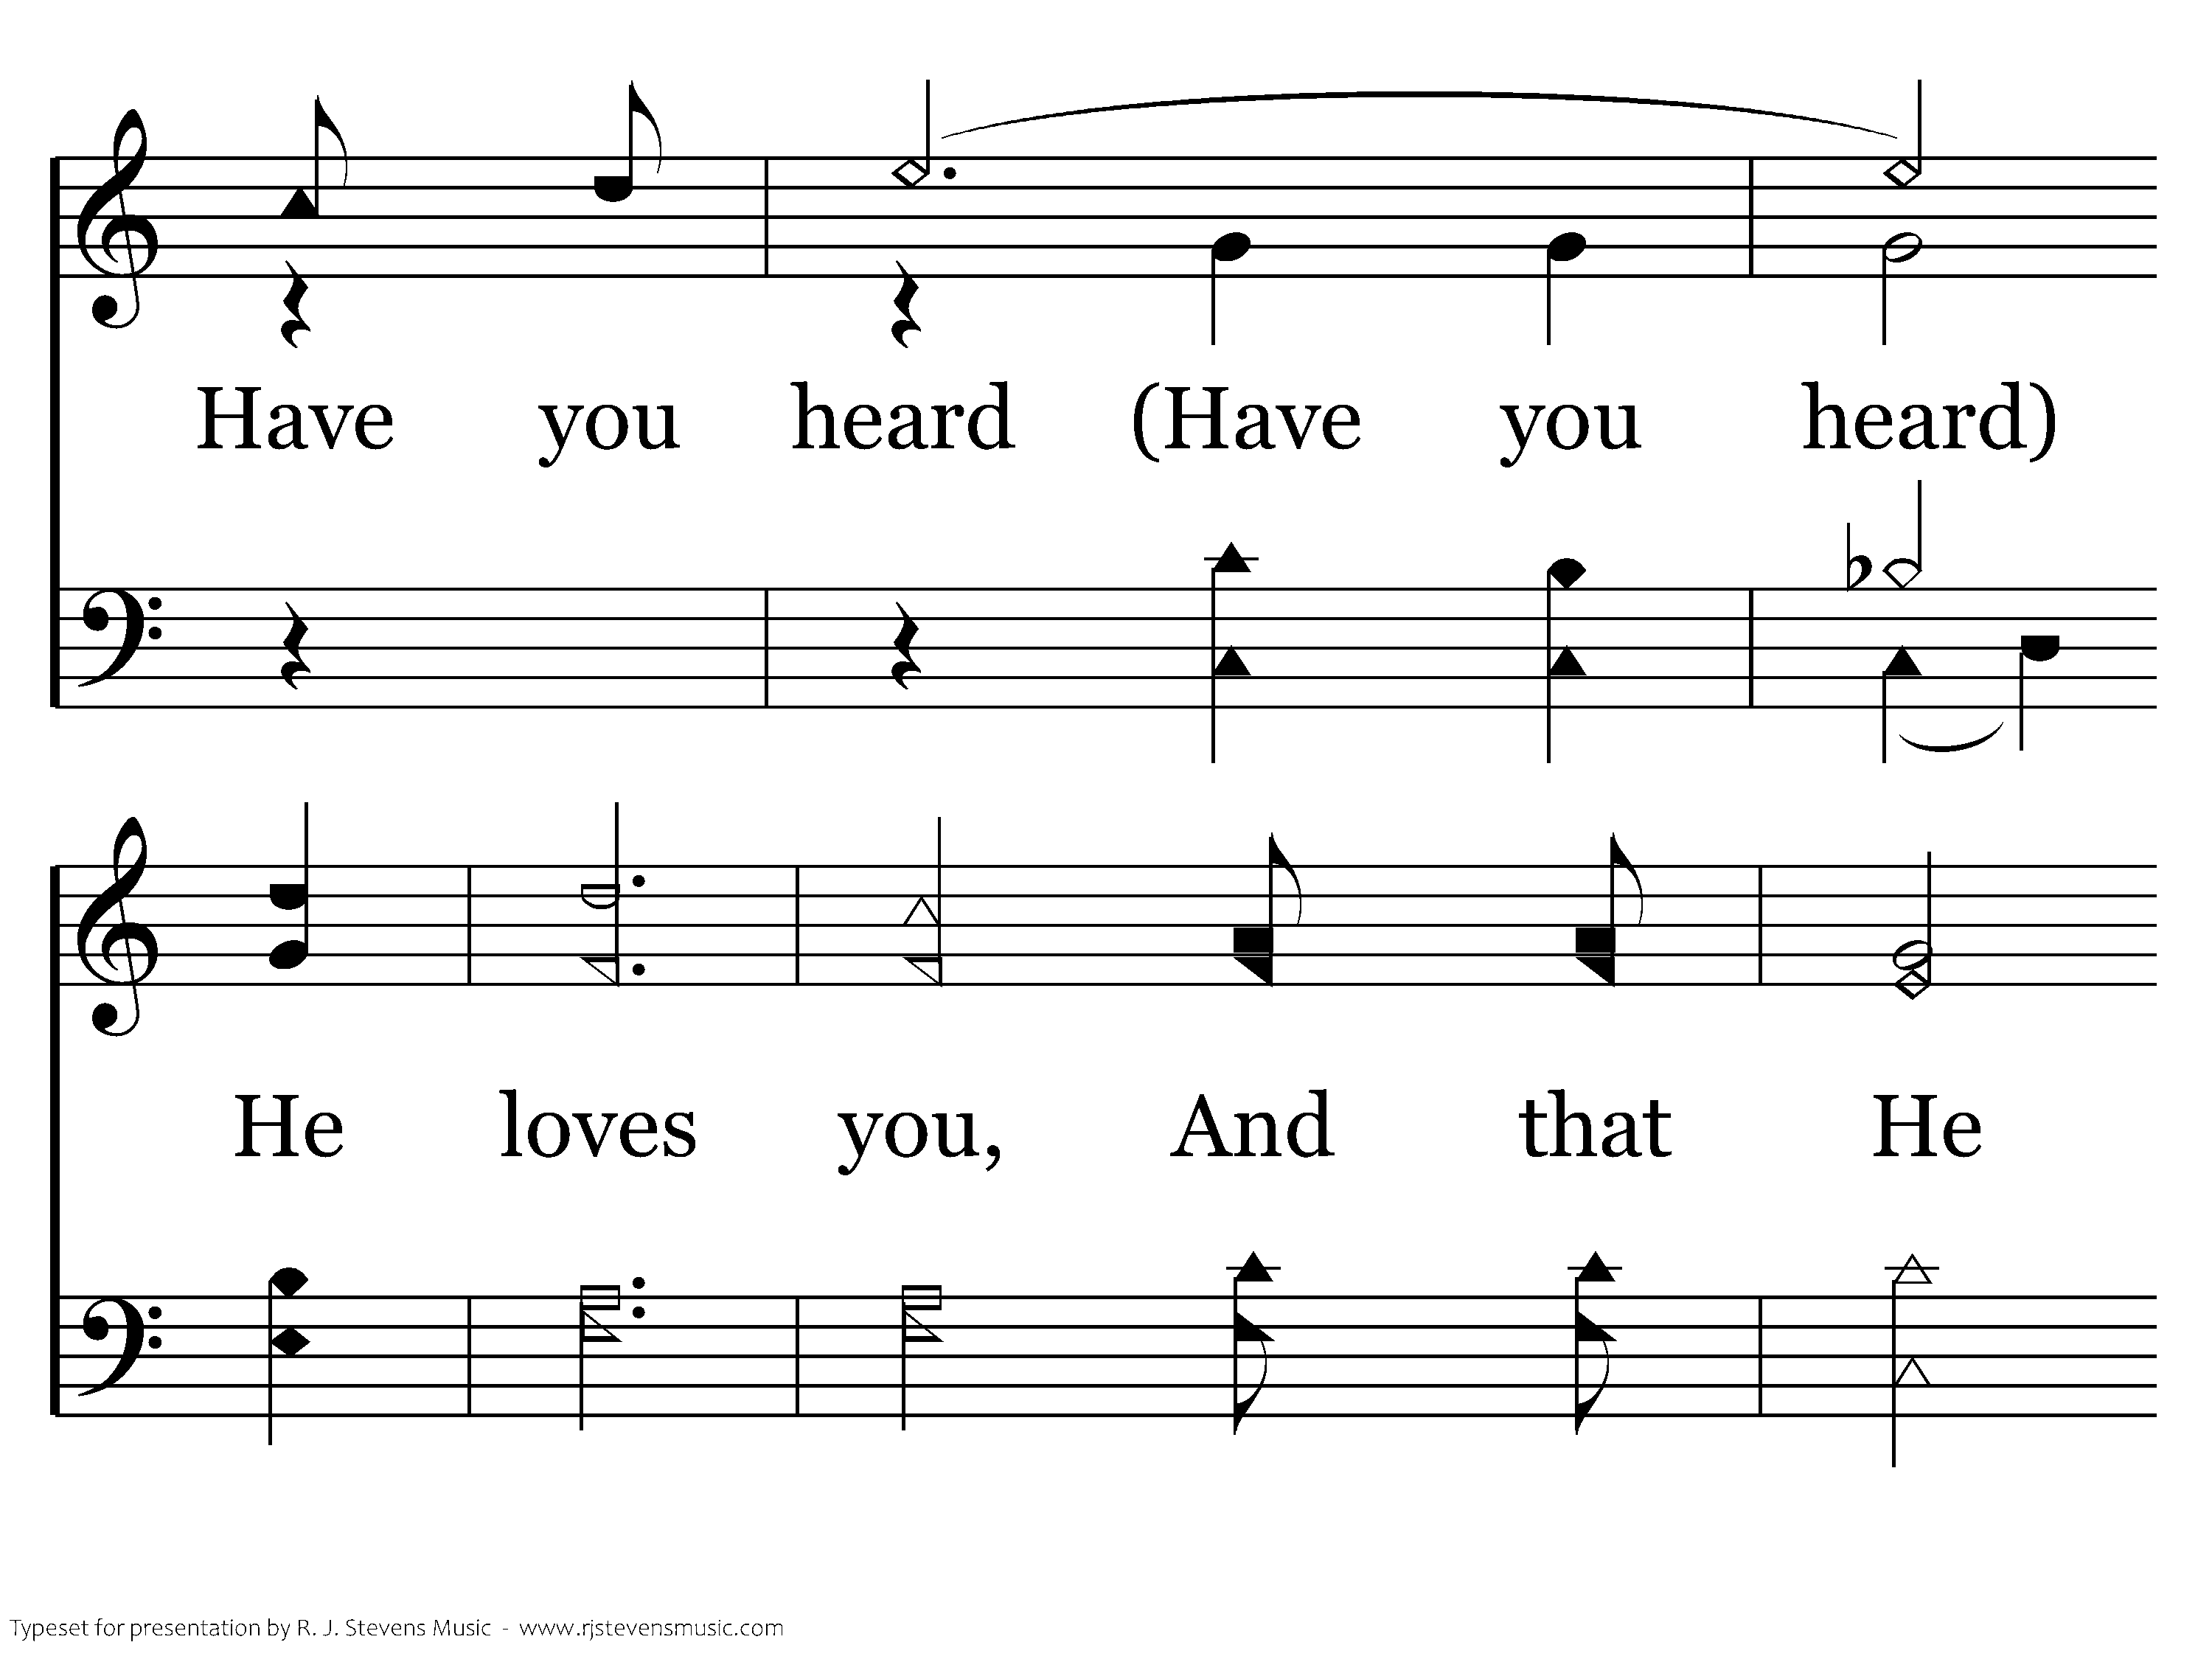 Have you heard (Have you heard)
He loves you, And that He
Typeset for presentation by R. J. Stevens Music - www.rjstevensmusic.com